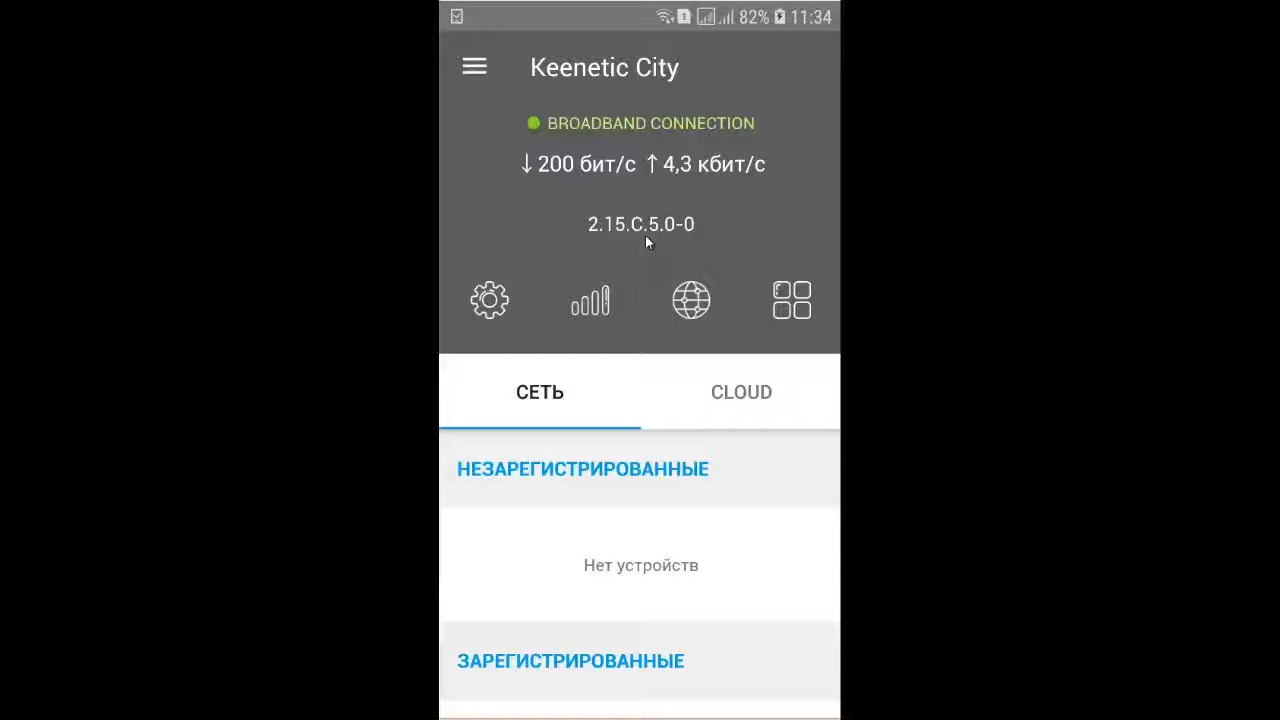 82% 11:34
Keenetic City
BROADBAND CONNECTION
↓200 бит/с ↑4,3 кбит/с
2.15.C.5.0-0
СЕТЬ
CLOUD
НЕЗАРЕГИСТРИРОВАННЫЕ
Нет устройств
ЗАРЕГИСТРИРОВАННЫЕ